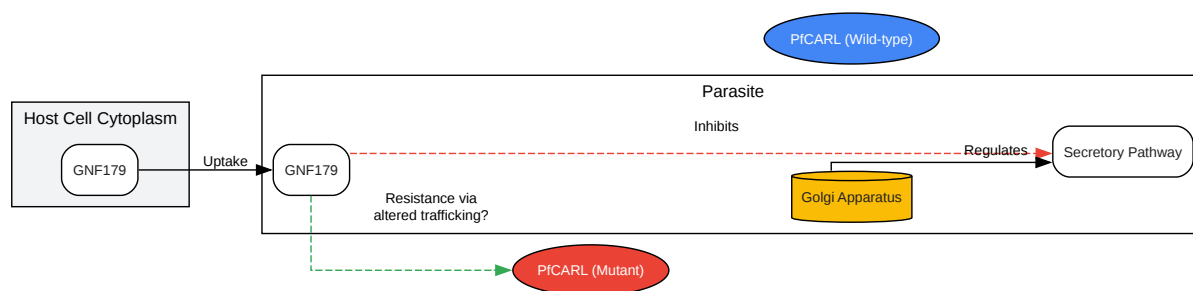 PfCARL (Wild-type)
Parasite
Host Cell Cytoplasm
Inhibits
GNF179
Uptake
GNF179
Regulates
Secretory Pathway
Resistance via
altered trafficking?
Golgi Apparatus
PfCARL (Mutant)